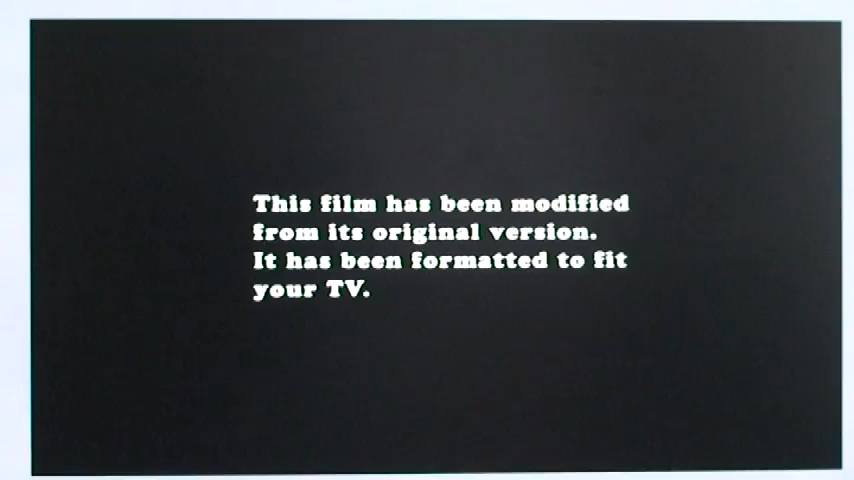 This film has been modified
from its original version.
It has been formatted to fit
your TV.